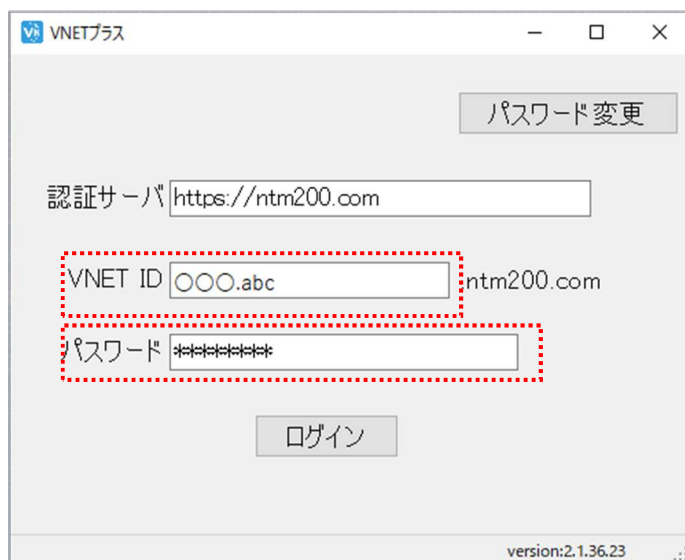 VNETプラス
パスワード変更
認証サーバ https://ntm200.com
VNET ID ○○○.abc ntm200.com
パスワード *********
ログイン
version:2.1.36.23